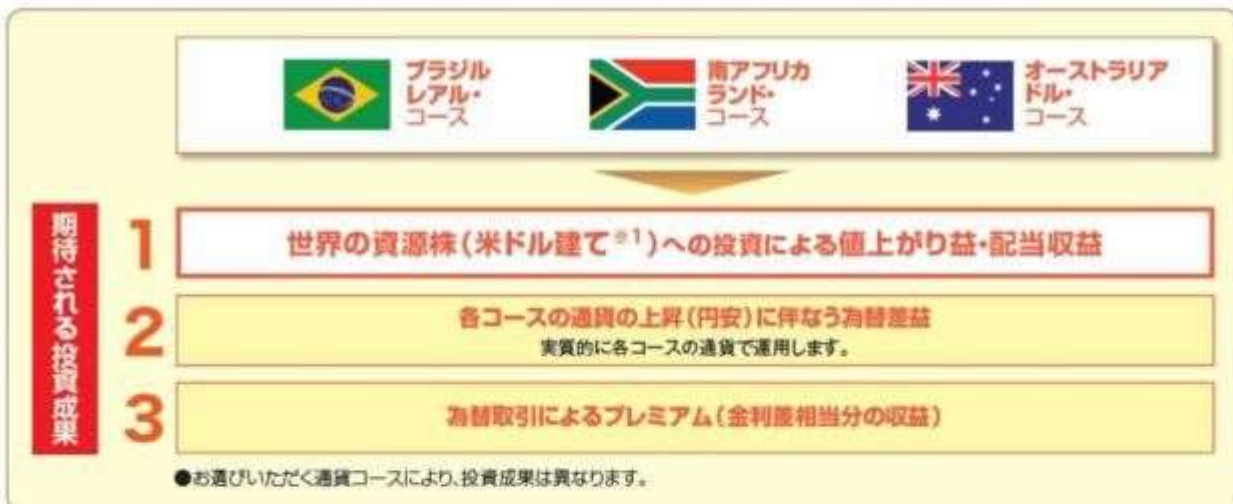 ブラジル
レアル・
コース
南アフリカ
ランド・
コース
オーストラリア
ドル・
コース
期待される投資成果
1
世界の資源株(米ドル建て※1)への投資による値上がり益・配当収益
2
各コースの通貨の上昇(円安)に伴なう為替差益
実質的に各コースの通貨で運用します。
3
為替取引によるプレミアム(金利差相当分の収益)
●お選びいただく通貨コースにより、投資成果は異なります。